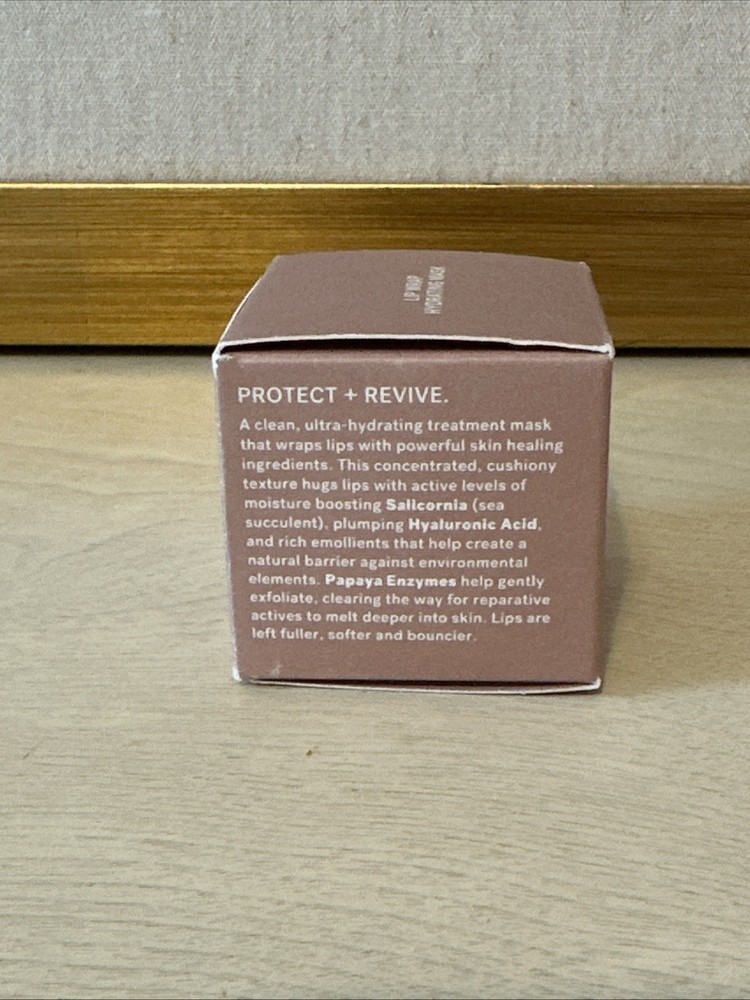 LIP WRAP
HYDRATING MASK
PROTECT + REVIVE.
A clean, ultra-hydrating treatment mask
that wraps lips with powerful skin healing
ingredients. This concentrated, cushiony
texture hugs lips with active levels of
moisture boosting Salicornia (sea
succulent), plumping Hyaluronic Acid,
and rich emollients that help create a
natural barrier against environmental
elements. Papaya Enzymes help gently
exfoliate, clearing the way for reparative
actives to melt deeper into skin. Lips are
left fuller, softer and bouncier.